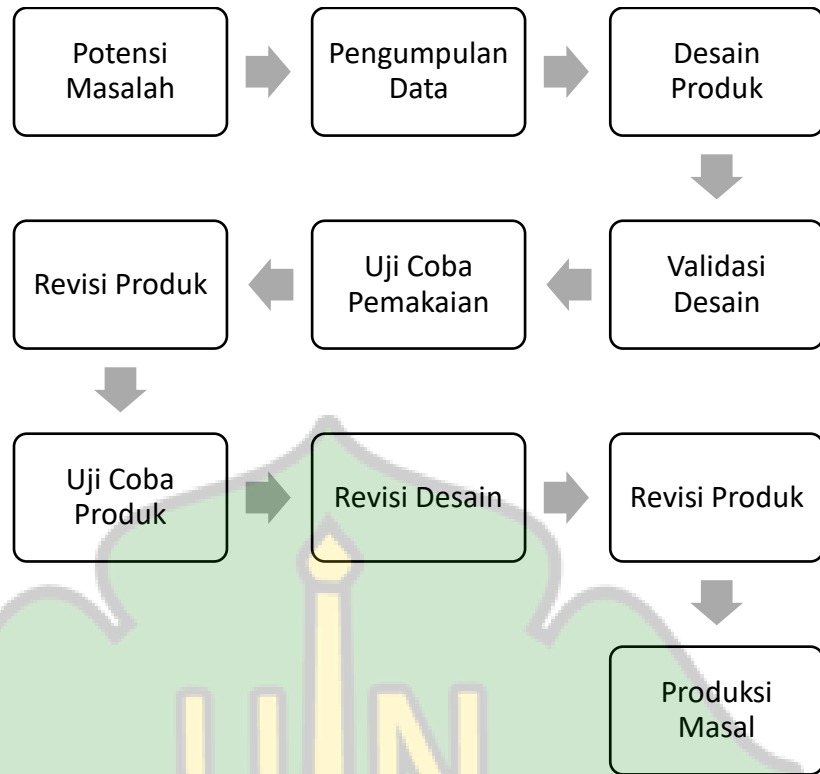 Potensi
Masalah
Pengumpulan
Data
Desain
Produk
Validasi
Desain
Uji Coba
Pemakaian
Revisi Produk
Uji Coba
Produk
Revisi Desain
Revisi Produk
Produksi
Masal
UIN